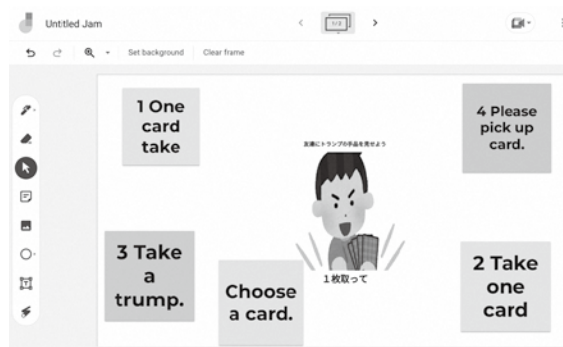 Untitled Jam
1/2
Set background
Clear frame
1 One
card
take
4 Please
pick up
card.
友達にトランプの手品を見せよう
1枚取って
3 Take
a
trump.
Choose
a card.
2 Take
one
card